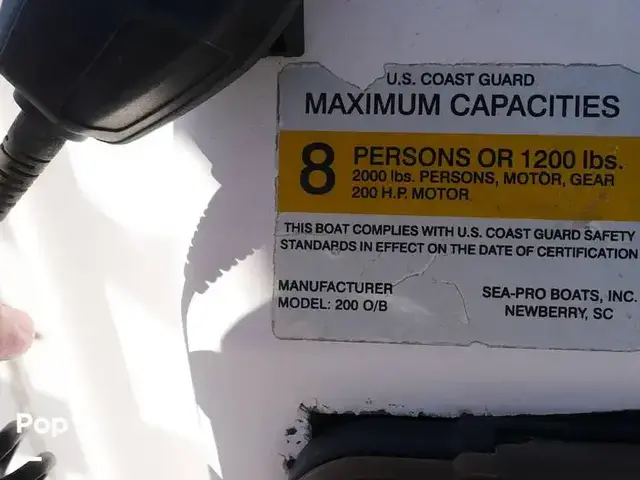 U.S. COAST GUARD
MAXIMUM CAPACITIES
8 PERSONS OR 1200 lbs.
2000 lbs. PERSONS, MOTOR, GEAR
200 H.P. MOTOR
THIS BOAT COMPLIES WITH U.S. COAST GUARD SAFETY
STANDARDS IN EFFECT ON THE DATE OF CERTIFICATION
MANUFACTURER
MODEL: 200 O/B
SEA-PRO BOATS, INC.
NEWBERRY, SC
Pop